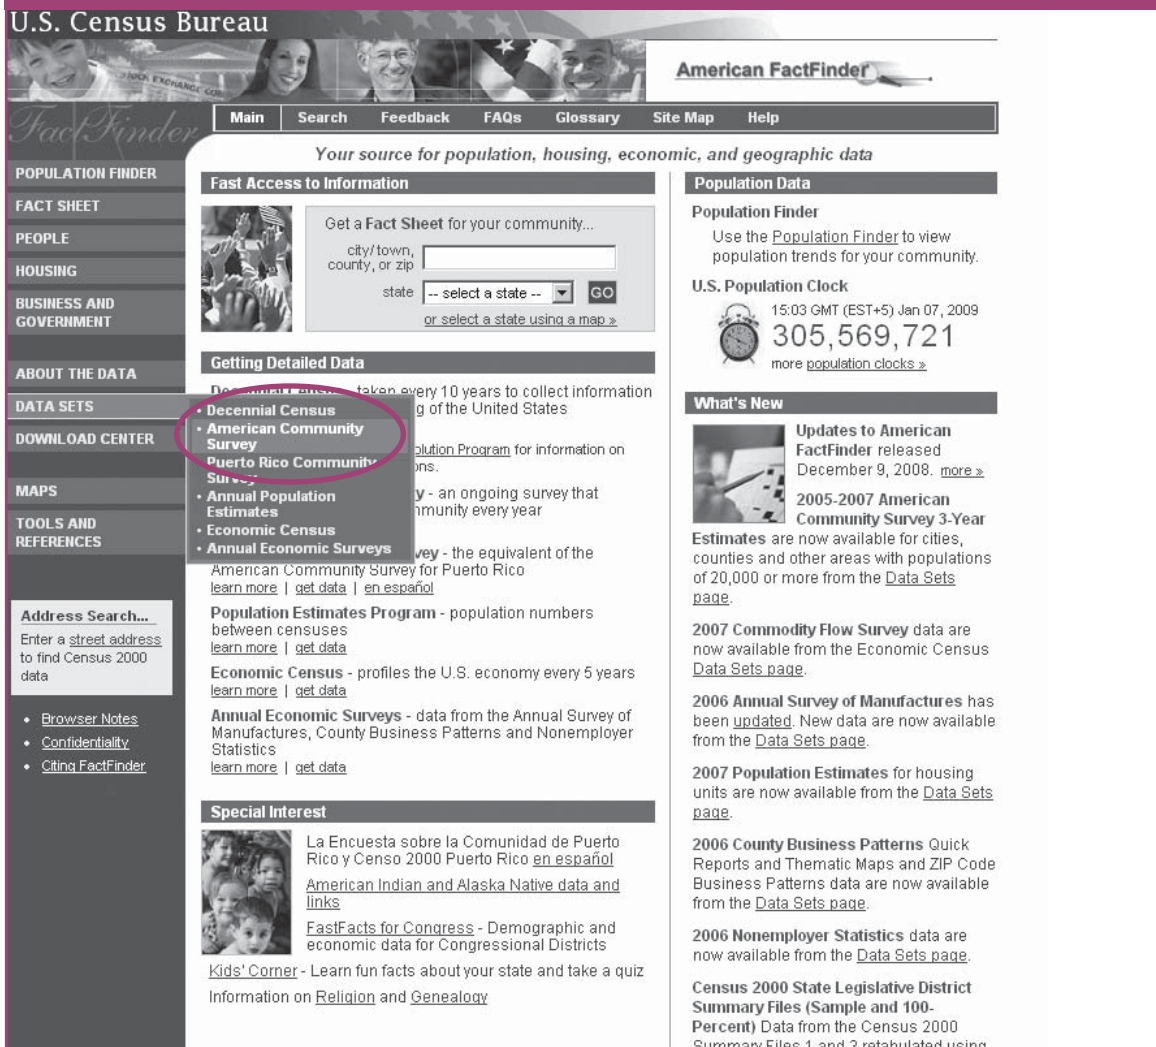 U.S. Census Bureau
STOCK EXCHANGE
American FactFinder
FactFinder
Main Search Feedback FAQs Glossary Site Map Help
Your source for population, housing, economic, and geographic data
POPULATION FINDER
FACT SHEET
PEOPLE
HOUSING
BUSINESS AND
GOVERNMENT
ABOUT THE DATA
DATA SETS
DOWNLOAD CENTER
MAPS
TOOLS AND
REFERENCES
Address Search...
Enter a street address
to find Census 2000
data
• Browser Notes
• Confidentiality
• Citing FactFinder
Fast Access to Information
Get a Fact Sheet for your community...
city/town,
county, or zip
state -- select a state -- GO
or select a state using a map »
Getting Detailed Data
taken every 10 years to collect information
g of the United States
• Decennial Census
• American Community
Survey
• Puerto Rico Community
Survey
• Annual Population
Estimates
• Economic Census
• Annual Economic Surveys
olution Program for information on
ons.
y - an ongoing survey that
mmunity every year
vey - the equivalent of the
American Community Survey for Puerto Rico
learn more | get data | en español
Population Estimates Program - population numbers
between censuses
learn more | get data
Economic Census - profiles the U.S. economy every 5 years
learn more | get data
Annual Economic Surveys - data from the Annual Survey of
Manufactures, County Business Patterns and Nonemployer
Statistics
learn more | get data
Special Interest
La Encuesta sobre la Comunidad de Puerto
Rico y Censo 2000 Puerto Rico en español
American Indian and Alaska Native data and
links
FastFacts for Congress - Demographic and
economic data for Congressional Districts
Kids' Corner - Learn fun facts about your state and take a quiz
Information on Religion and Genealogy
Population Data
Population Finder
Use the Population Finder to view
population trends for your community.
U.S. Population Clock
15:03 GMT (EST+5) Jan 07, 2009
305,569,721
more population clocks »
What's New
Updates to American
FactFinder released
December 9, 2008. more »
2005-2007 American
Community Survey 3-Year
Estimates are now available for cities,
counties and other areas with populations
of 20,000 or more from the Data Sets
page.
2007 Commodity Flow Survey data are
now available from the Economic Census
Data Sets page.
2006 Annual Survey of Manufactures has
been updated. New data are now available
from the Data Sets page.
2007 Population Estimates for housing
units are now available from the Data Sets
page.
2006 County Business Patterns Quick
Reports and Thematic Maps and ZIP Code
Business Patterns data are now available
from the Data Sets page.
2006 Nonemployer Statistics data are
now available from the Data Sets page.
Census 2000 State Legislative District
Summary Files (Sample and 100-
Percent) Data from the Census 2000
Summary Files 1 and 3 retabulated using